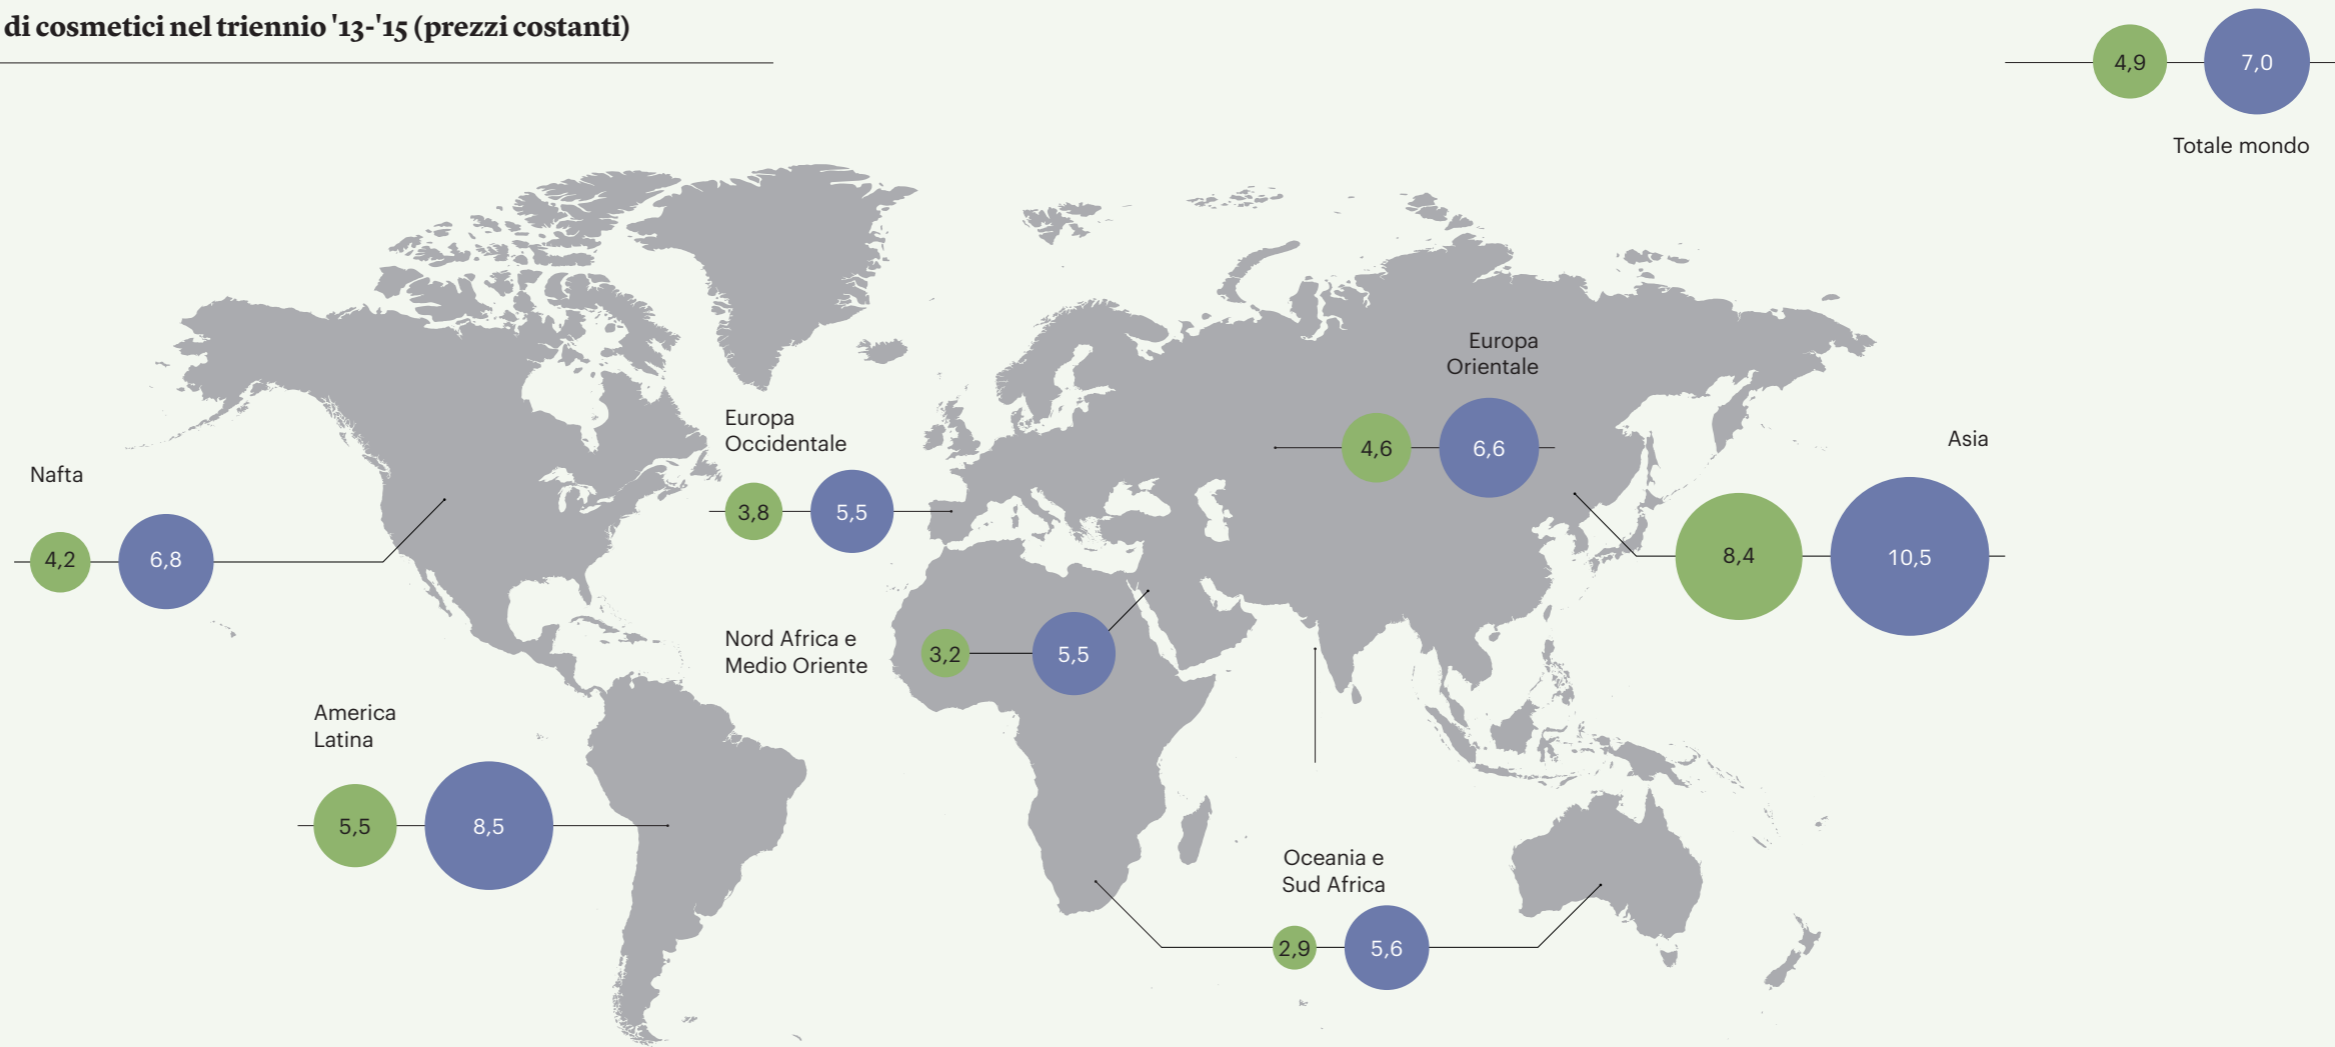 di cosmetici nel triennio '13-'15 (prezzi costanti)
4,9
7,0
Totale mondo
Europa
Orientale
4,6
6,6
Asia
8,4
10,5
Europa
Occidentale
3,8
5,5
Nafta
4,2
6,8
Nord Africa e
Medio Oriente
3,2
5,5
America
Latina
5,5
8,5
Oceania e
Sud Africa
2,9
5,6